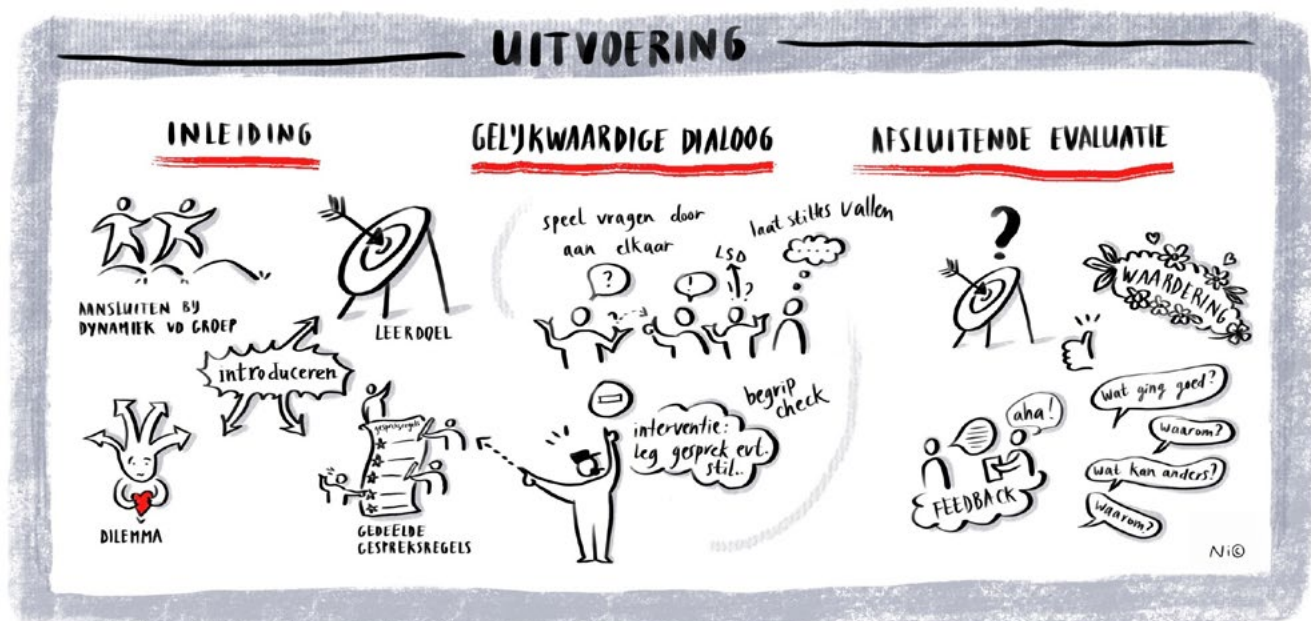 UITVOERING
INLEIDING
AANSLUITEN BIJ
DYNAMIEK VD GROEP
LEERDOEL
introduceren
DILEMMA
gespreksregels
GEDEELDE
GESPREKSREGELS
GELIJKWAARDIGE DIALOOG
speel vragen door
aan elkaar
laat stiltes vallen
?
!
LSD
?
interventie:
leg gesprek evt.
stil..
begrip
check
AFSLUITENDE EVALUATIE
?
WAARDERING
aha!
FEEDBACK
wat ging goed?
waarom?
wat kan anders?
waarom?
Ni©